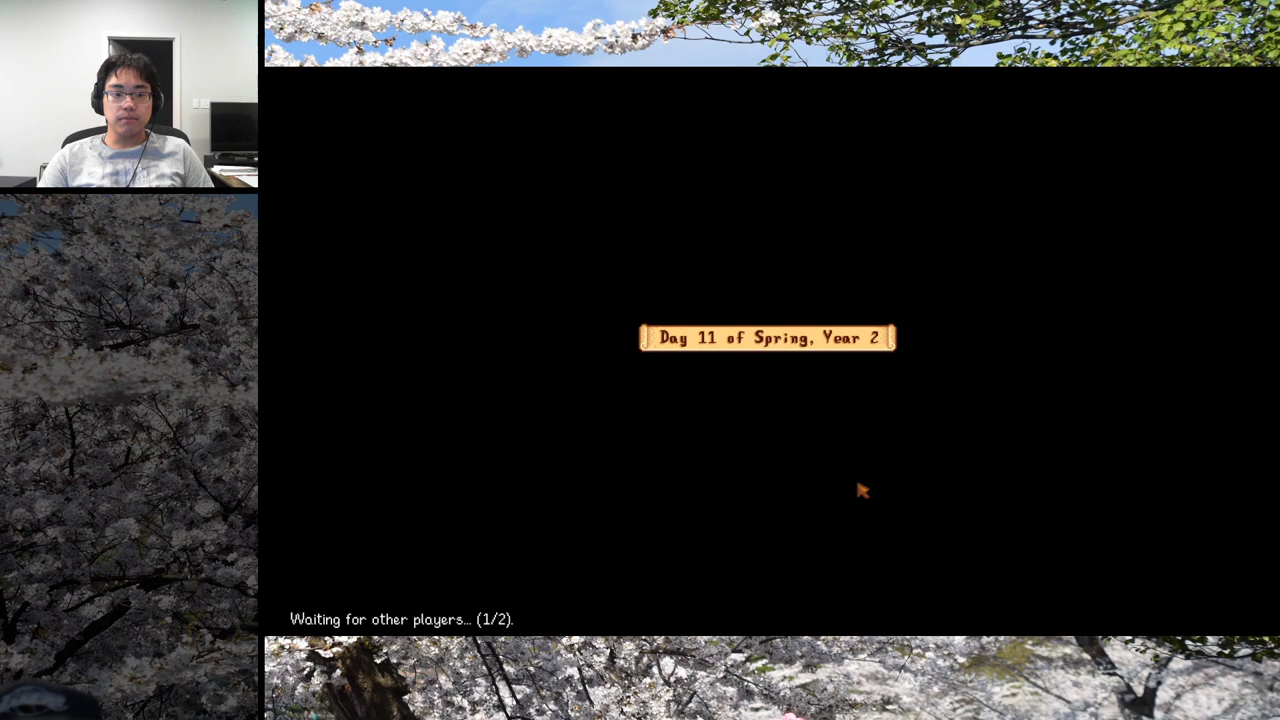 Day 11 of Spring, Year 2
Waiting for other players... (1/2).